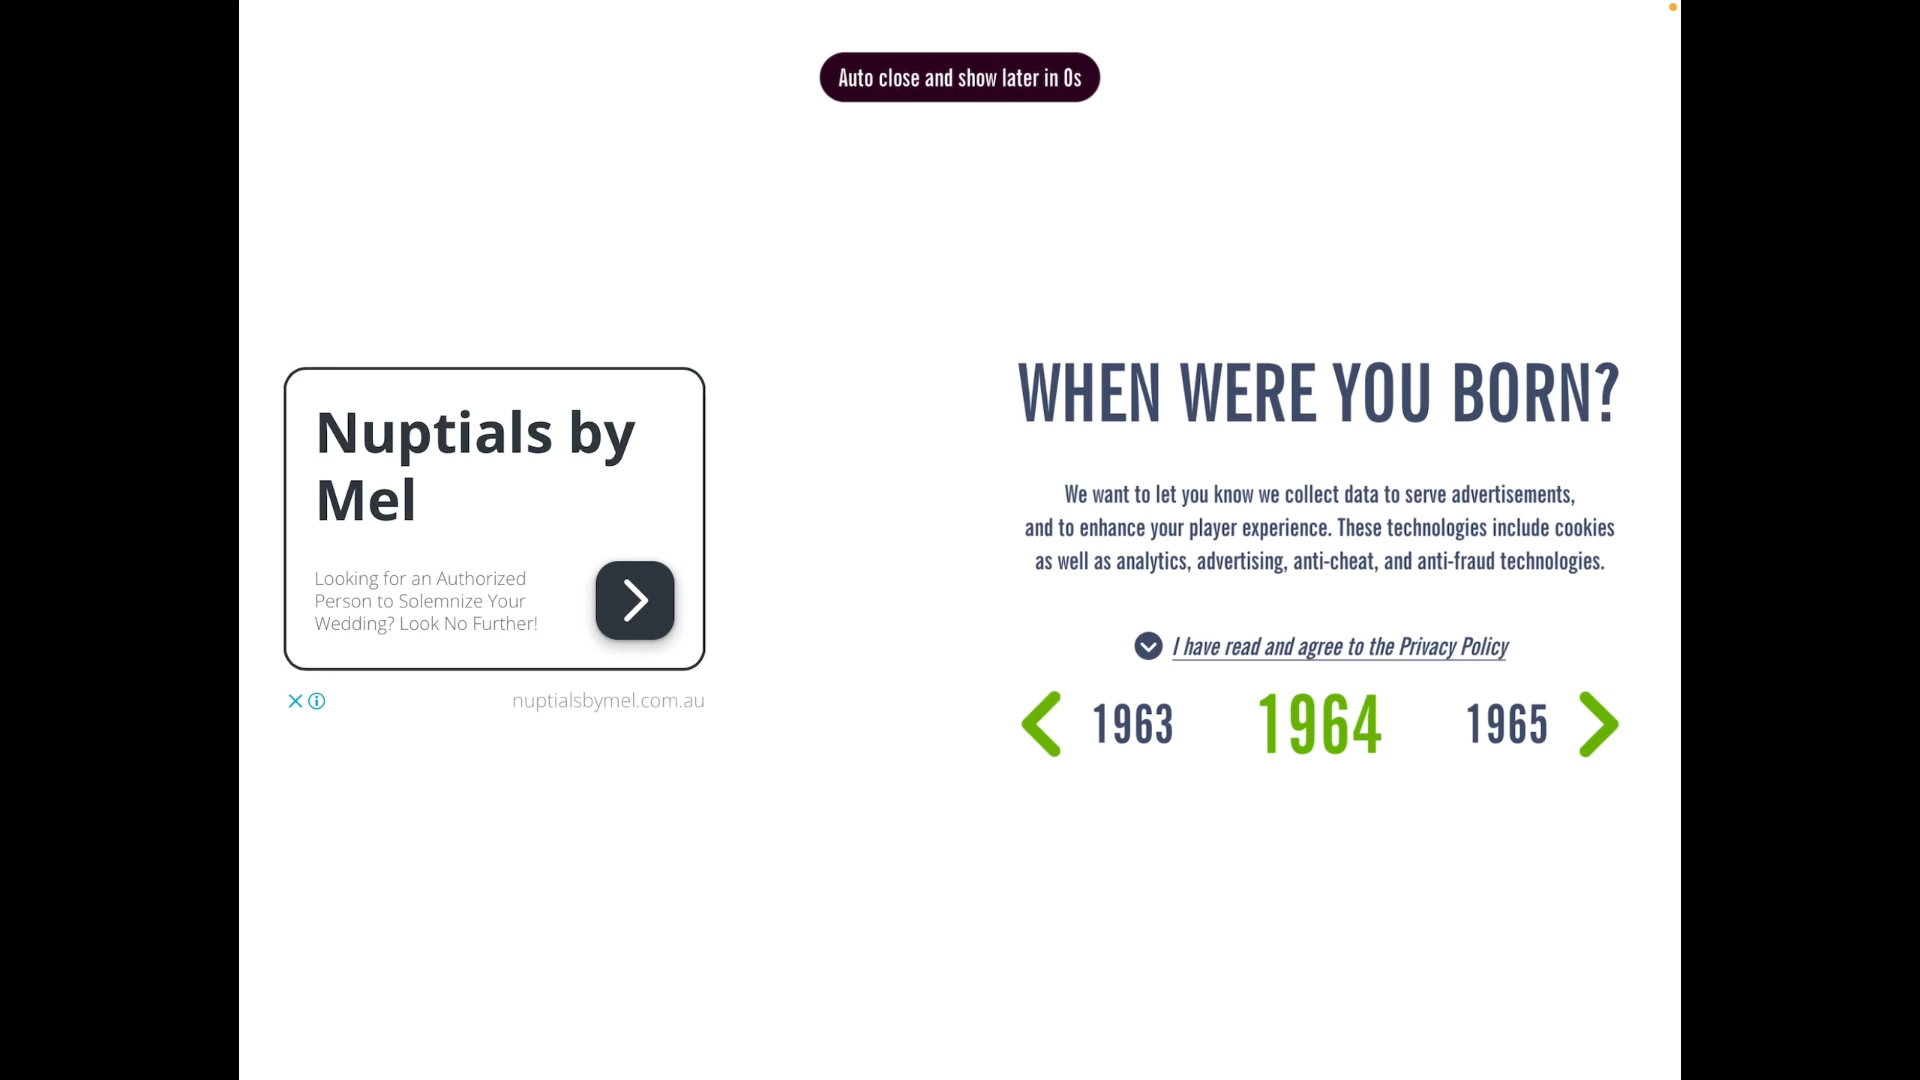 Auto close and show later in 0s
Nuptials by
Mel
Looking for an Authorized
Person to Solemnize Your
Wedding? Look No Further!
nuptialsbymel.com.au
WHEN WERE YOU BORN?
We want to let you know we collect data to serve advertisements,
and to enhance your player experience. These technologies include cookies
as well as analytics, advertising, anti-cheat, and anti-fraud technologies.
I have read and agree to the Privacy Policy
1963 1964 1965